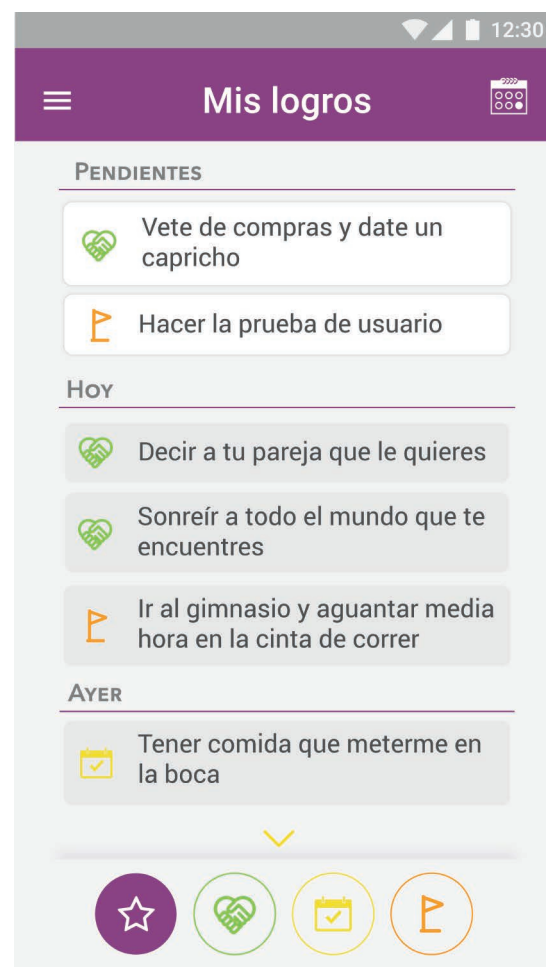 12:30
Mis logros
PENDIENTES
Vete de compras y date un
capricho
Hacer la prueba de usuario
HOY
Decir a tu pareja que le quieres
Sonreír a todo el mundo que te
encuentres
Ir al gimnasio y aguantar media
hora en la cinta de correr
AYER
Tener comida que meterme en
la boca